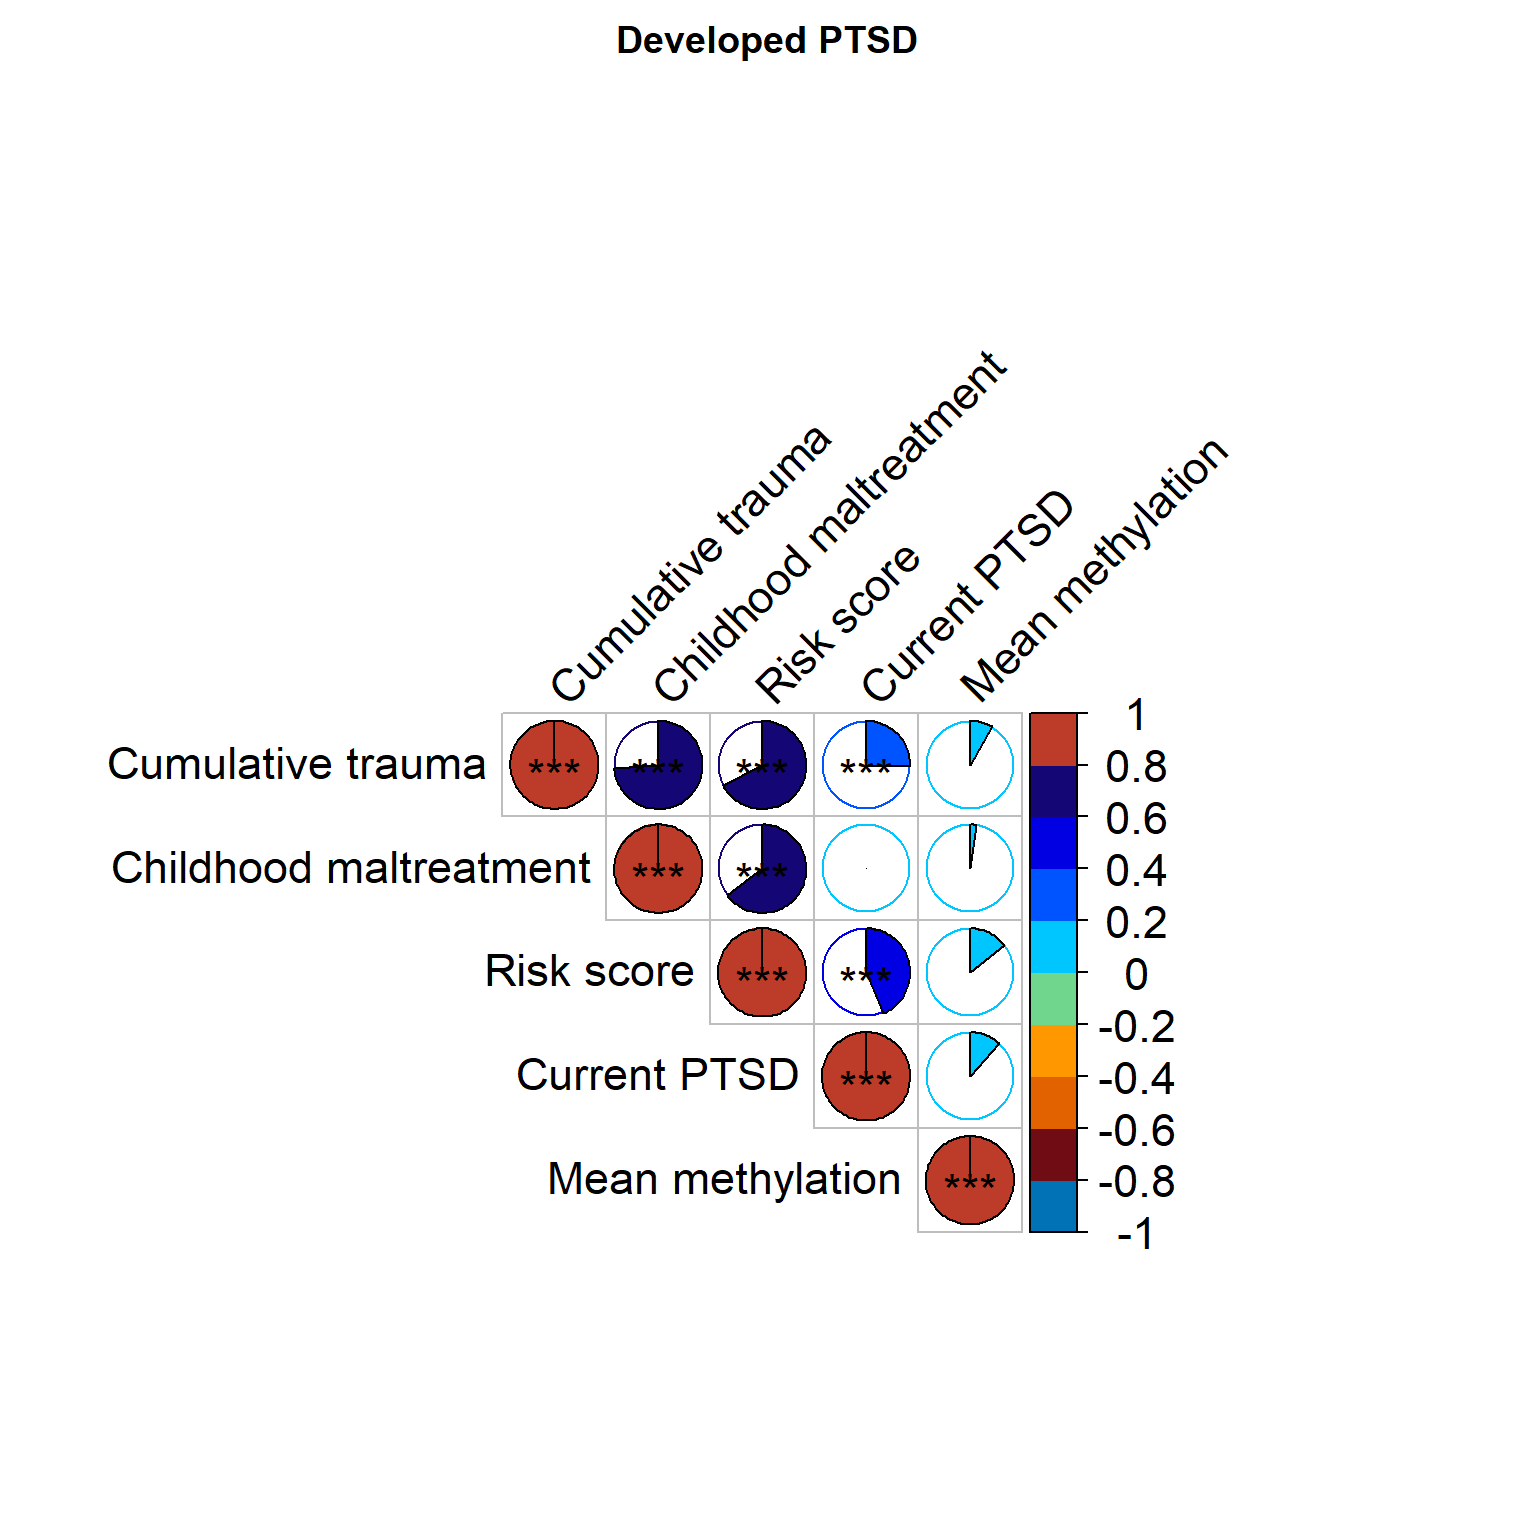 Developed PTSD
Cumulative trauma
Childhood maltreatment
Risk score
Current PTSD
Mean methylation
Cumulative trauma
***
***
***
***
Childhood maltreatment
***
***
Risk score
***
***
Current PTSD
***
Mean methylation
***
1
0.8
0.6
0.4
0.2
0
-0.2
-0.4
-0.6
-0.8
-1